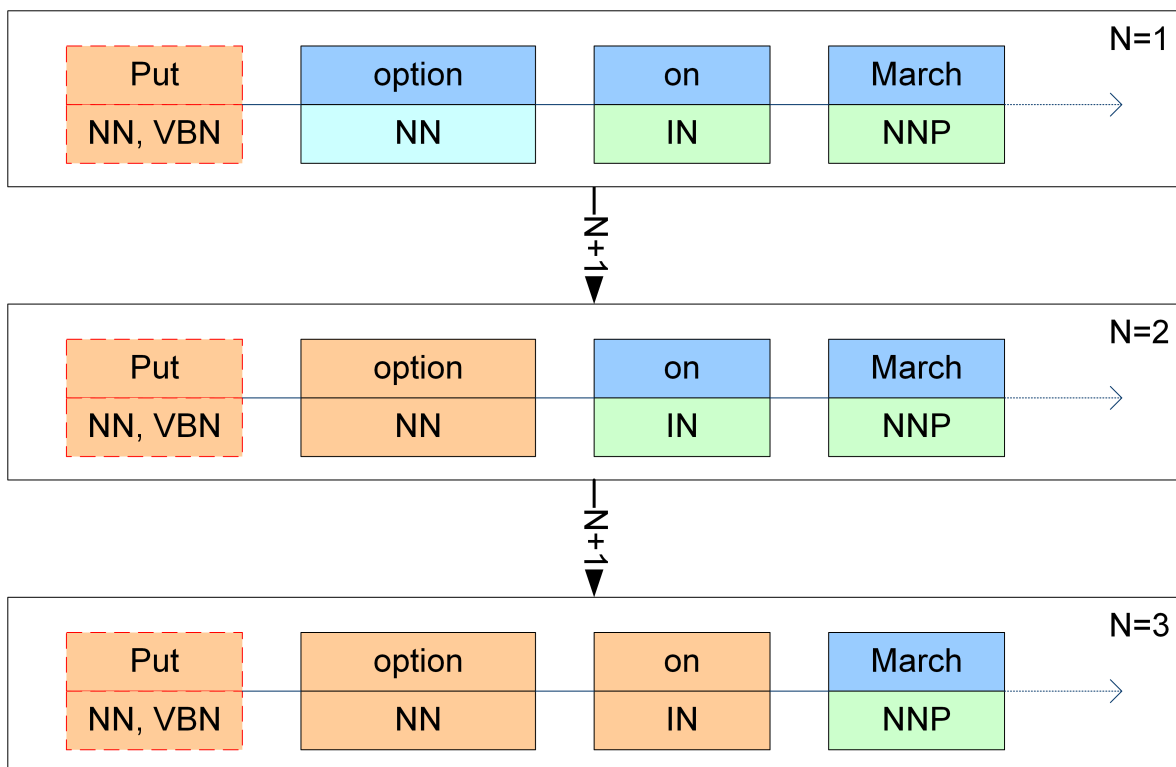 N=1
Put option on March
NN, VBN NN IN NNP
N+1
N=2
Put option on March
NN, VBN NN IN NNP
N+1
N=3
Put option on March
NN, VBN NN IN NNP